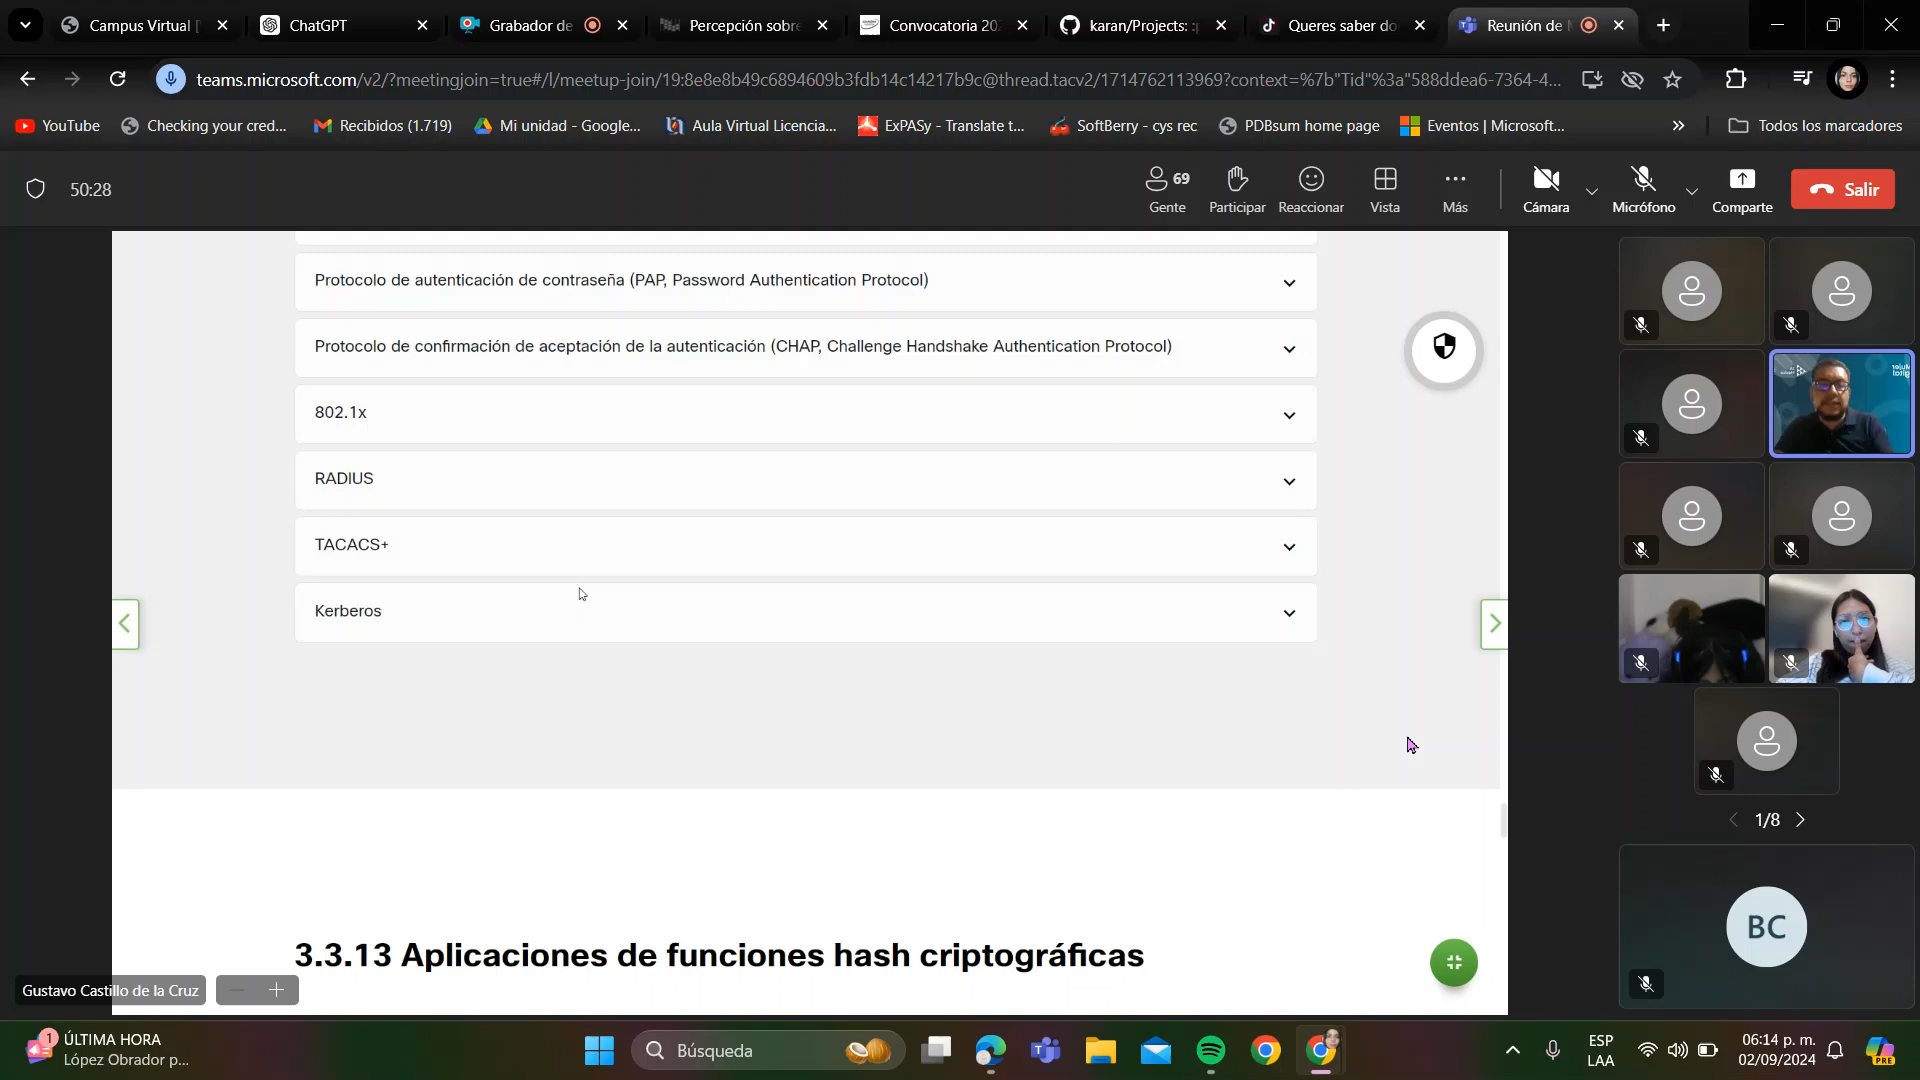 Campus Virtual [
ChatGPT
Grabador de
Percepción sobre
Convocatoria 202
karan/Projects: :p
Queres saber do
Reunión de
teams.microsoft.com/v2/?meetingjoin=true#/l/meetup-join/19:8e8e8b49c6894609b3fdb14c14217b9c@thread.tacv2/1714762113969?context=%7b"Tid"%3a"588ddea6-7364-4...
YouTube
Checking your cred...
Recibidos (1.719)
Mi unidad - Google...
Aula Virtual Licencia...
ExPASy - Translate t...
SoftBerry - cys rec
PDBsum home page
Eventos | Microsoft...
»
Todos los marcadores
50:28
69
Gente
Participar
Reaccionar
Vista
Más
Cámara
Micrófono
Comparte
Salir
Protocolo de autenticación de contraseña (PAP, Password Authentication Protocol)
Protocolo de confirmación de aceptación de la autenticación (CHAP, Challenge Handshake Authentication Protocol)
802.1x
RADIUS
TACACS+
Kerberos
3.3.13 Aplicaciones de funciones hash criptográficas
Gustavo Castillo de la Cruz
1/8
BC
1
ÚLTIMA HORA
López Obrador p...
Búsqueda
ESP
LAA
06:14 p. m.
02/09/2024
PRE